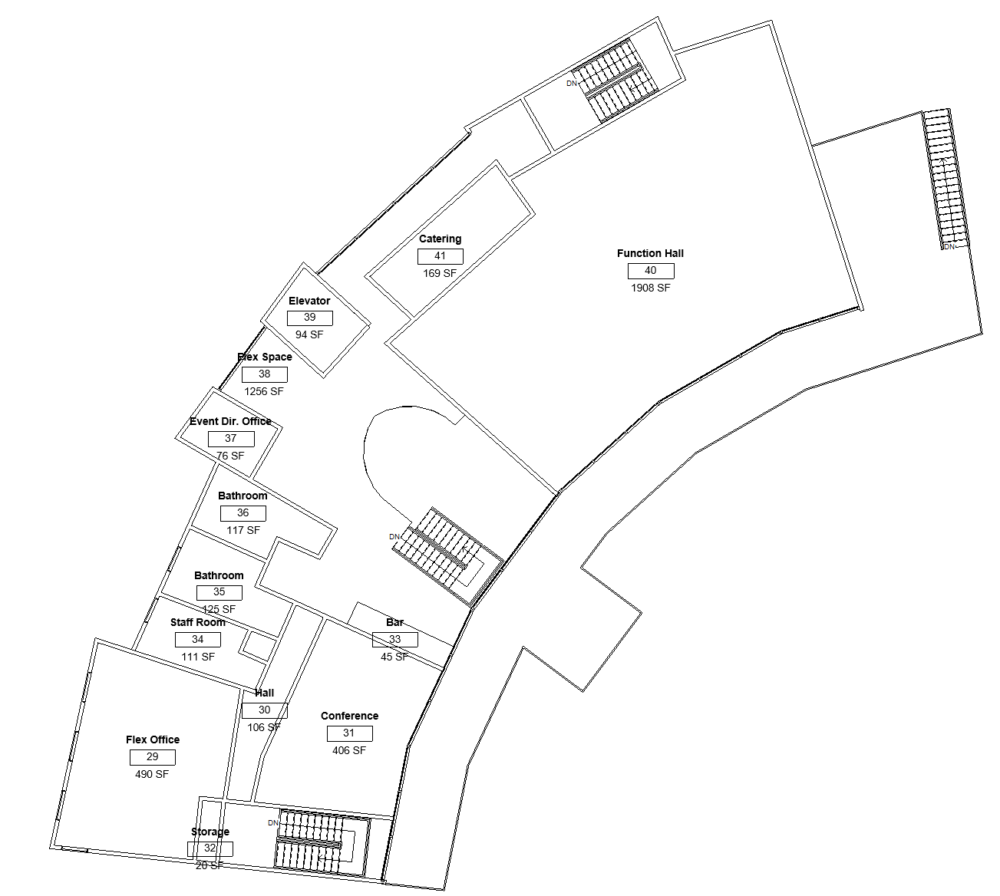 DN
Catering
41
169 SF
DN
Function Hall
40
1908 SF
Elevator
39
94 SF
Flex Space
38
1256 SF
Event Dir. Office
37
76 SF
Bathroom
36
117 SF
DN
Bathroom
35
125 SF
Staff Room
34
111 SF
Bar
33
45 SF
Hall
30
106 SF
Conference
31
406 SF
Flex Office
29
490 SF
DN
Storage
32
20 SF